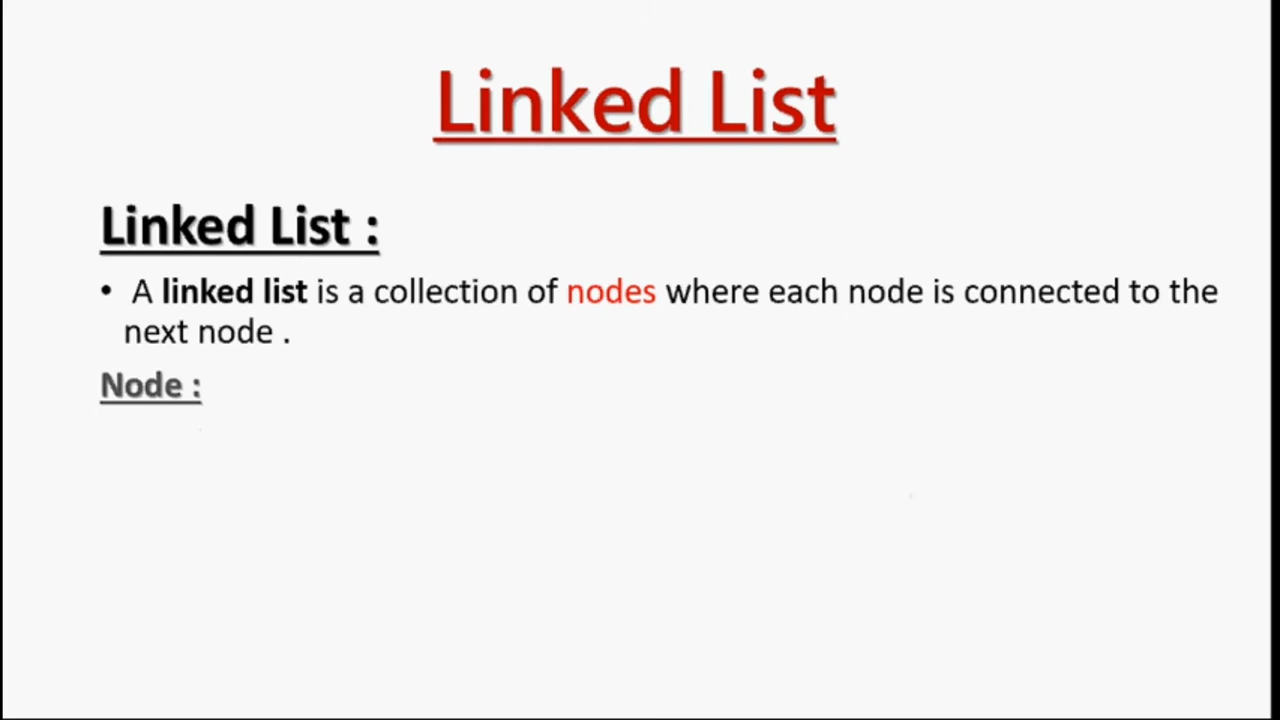 Linked List
Linked List :
• A linked list is a collection of nodes where each node is connected to the
next node .
Node :